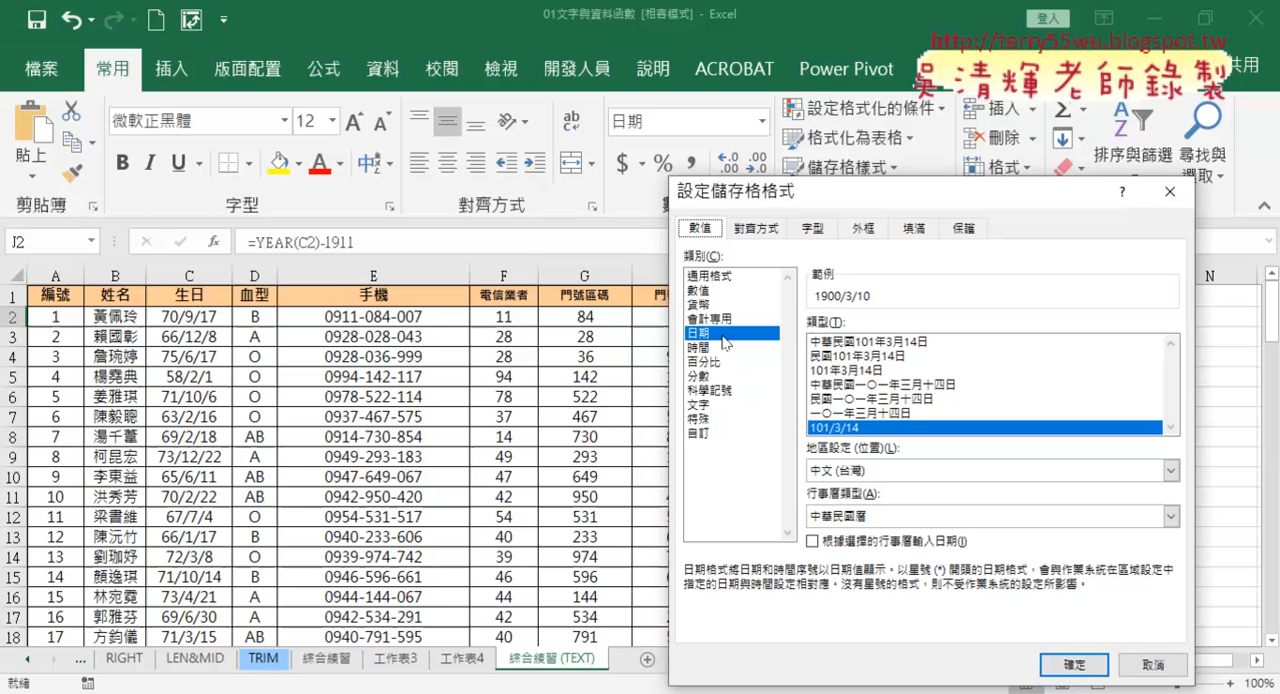 01文字與資料函數 [相容模式] - Excel
登入
http://terry55wu.blogspot.tw
吳清輝老師錄製
檔案 常用 插入 版面配置 公式 資料 校閱 檢視 開發人員 說明 ACROBAT Power Pivot 共用
貼上
微軟正黑體 12
B I U
日期
$ % ,
設定格式化的條件
格式化為表格
儲存格樣式
插入
刪除
格式
排序與篩選
尋找與
選取
剪貼簿 字型 對齊方式
J2 fx =YEAR(C2)-1911
A B C D E F G N
1 編號 姓名 生日 血型 手機 電信業者 門號區碼
2 1 黃佩玲 70/9/17 B 0911-084-007 11 84
3 2 賴國彰 66/12/8 A 0928-028-043 28 28
4 3 詹琬婷 75/6/17 O 0928-036-999 28 36
5 4 楊堯典 58/2/1 O 0994-142-117 94 142
6 5 姜雅琪 71/10/6 O 0978-522-114 78 522
7 6 陳毅聰 63/2/16 O 0937-467-575 37 467
8 7 湯千薰 69/2/18 AB 0914-730-854 14 730
9 8 柯昆宏 73/12/22 A 0949-293-183 49 293
10 9 李東益 65/6/11 AB 0947-649-067 47 649
11 10 洪秀芳 70/2/22 AB 0942-950-420 42 950
12 11 梁書維 67/7/4 O 0954-531-517 54 531
13 12 陳沅竹 66/1/17 B 0940-233-606 40 233
14 13 劉珈妤 72/3/8 O 0939-974-742 39 974
15 14 顏逸琪 71/10/14 B 0946-596-661 46 596
16 15 林宛霓 73/4/21 A 0944-144-067 44 144
17 16 郭雅芬 69/6/30 A 0942-534-291 42 534
18 17 方鈞儀 71/3/15 AB 0940-791-595 40 791
... RIGHT LEN&MID TRIM 綜合練習 工作表3 工作表4 綜合練習 (TEXT)
就緒
100%
設定儲存格格式
數值 對齊方式 字型 外框 填滿 保護
類別(C):
通用格式
數值
貨幣
會計專用
日期
時間
百分比
分數
科學記號
文字
特殊
自訂
範例
1900/3/10
類型(T):
中華民國101年3月14日
民國101年3月14日
101年3月14日
中華民國一○一年三月十四日
民國一○一年三月十四日
一○一年三月十四日
101/3/14
地區設定 (位置)(L):
中文 (台灣)
行事曆類型(A):
中華民國曆
根據選擇的行事曆輸入日期(I)
日期格式將日期和時間序號以日期值顯示。以星號 (*) 開頭的日期格式，會與作業系統在區域設定中
指定的日期與時間設定相對應。沒有星號的格式，則不受作業系統的設定所影響。
確定 取消